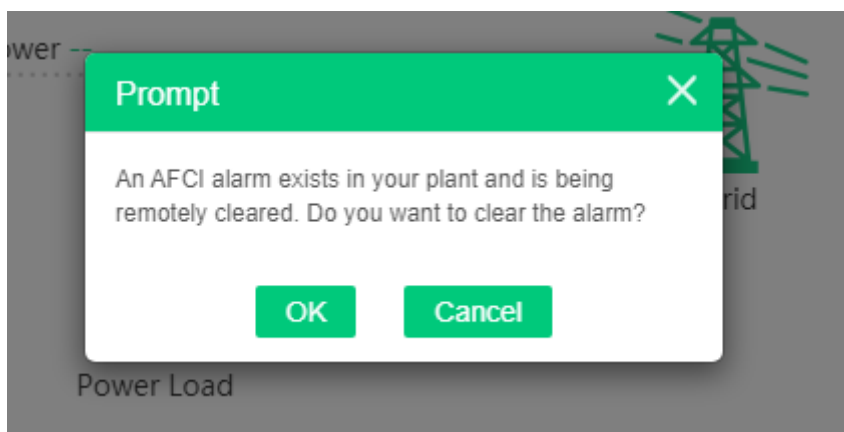 ower --
Prompt
An AFCI alarm exists in your plant and is being
remotely cleared. Do you want to clear the alarm?
rid
OK
Cancel
Power Load